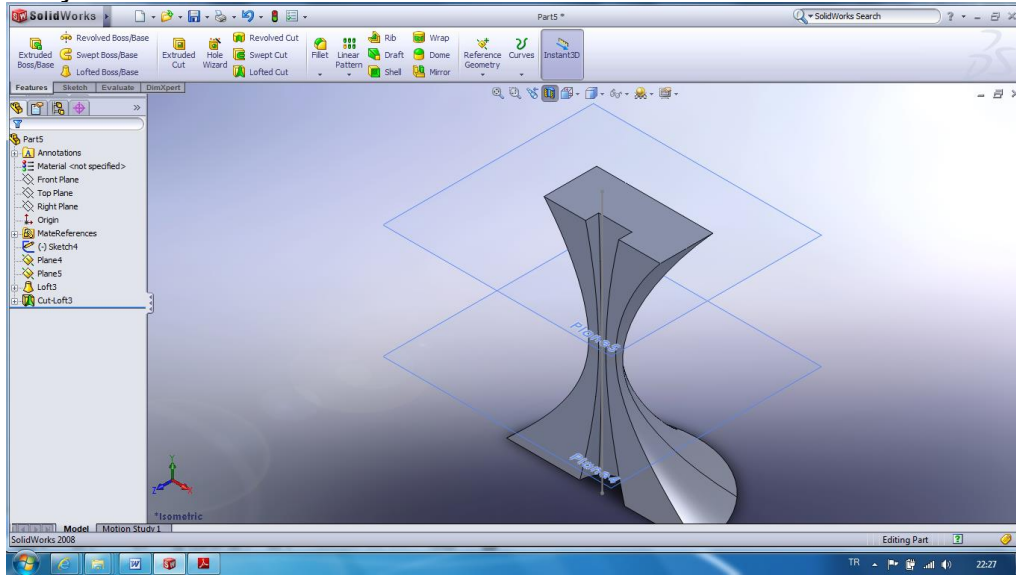 SolidWorks
Part5 *
SolidWorks Search
Extruded Boss/Base
Revolved Boss/Base
Swept Boss/Base
Lofted Boss/Base
Extruded Cut
Hole Wizard
Revolved Cut
Swept Cut
Lofted Cut
Fillet
Linear Pattern
Rib
Draft
Shell
Wrap
Dome
Mirror
Reference Geometry
Curves
Instant3D
Features Sketch Evaluate DimXpert
Part5
Annotations
Material <not specified>
Front Plane
Top Plane
Right Plane
Origin
MateReferences
(-) Sketch4
Plane4
Plane5
Loft3
Cut-Loft3
Plane5
Plane4
Y
Z
X
*Isometric
Model Motion Study 1
SolidWorks 2008
Editing Part
TR
22:27